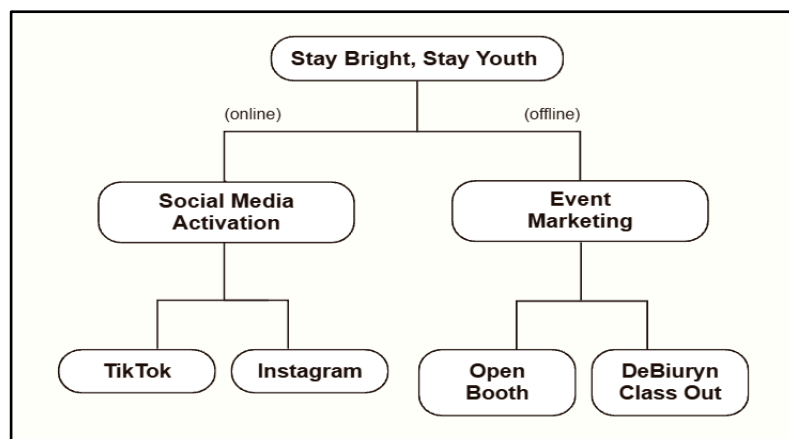 Stay Bright, Stay Youth
(online)
(offline)
Social Media
Activation
Event
Marketing
TikTok
Instagram
Open
Booth
DeBiuryn
Class Out